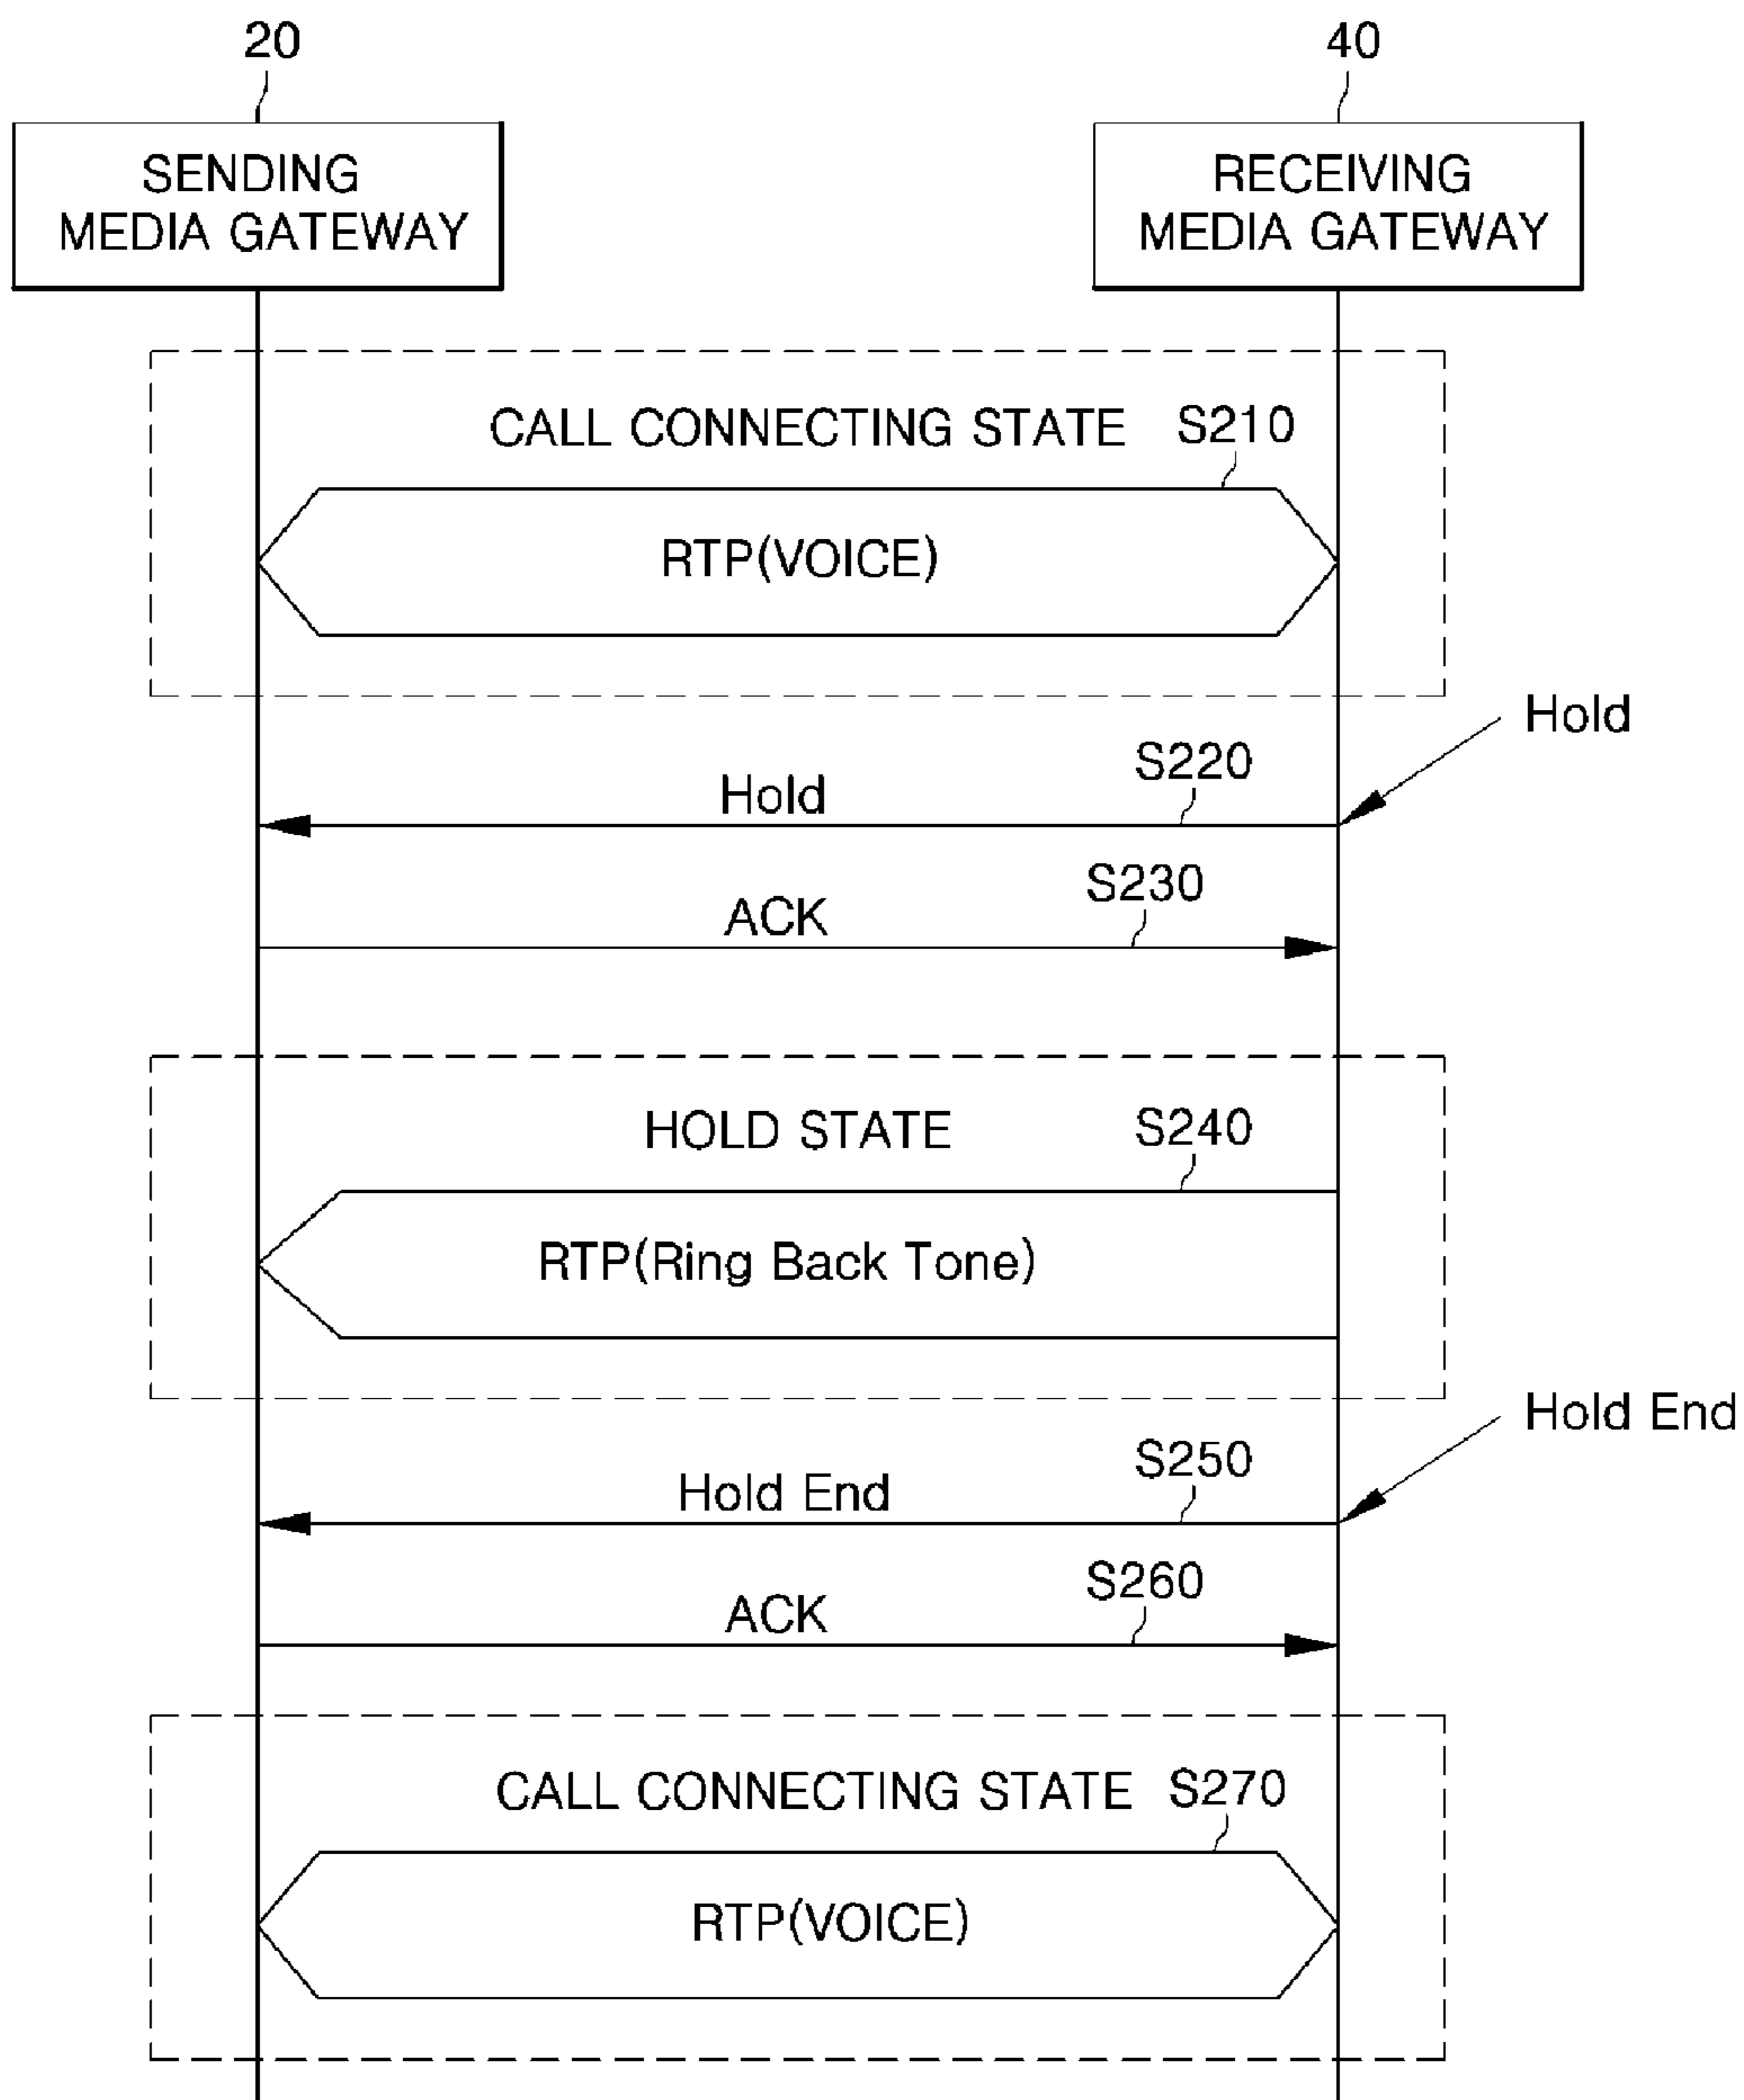 20
40
SENDING
MEDIA GATEWAY
RECEIVING
MEDIA GATEWAY
CALL CONNECTING STATE
S210
RTP(VOICE)
Hold
S220
Hold
S230
ACK
HOLD STATE
S240
RTP(Ring Back Tone)
Hold End
S250
Hold End
S260
ACK
CALL CONNECTING STATE
S270
RTP(VOICE)